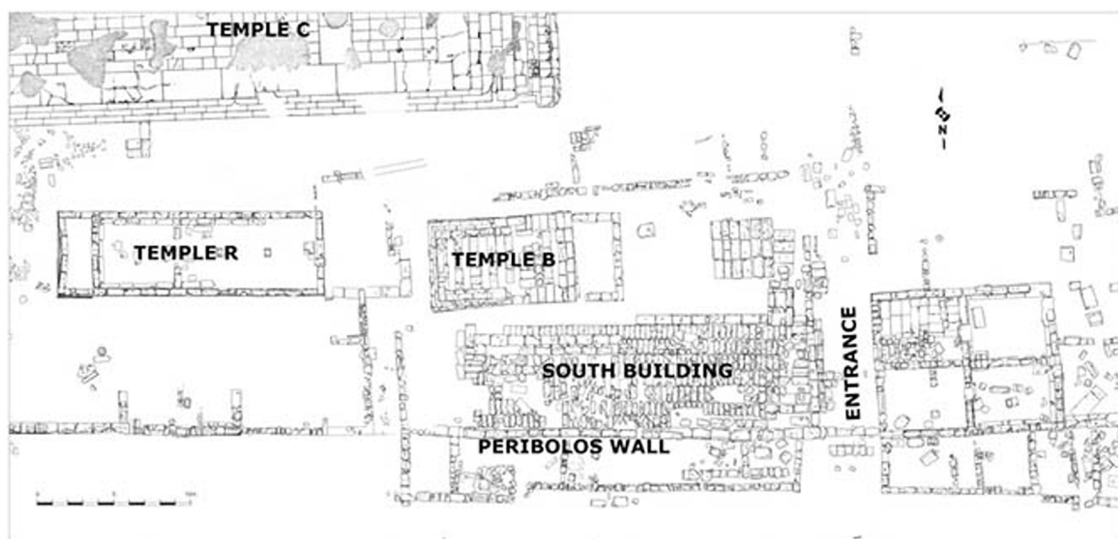 TEMPLE C
N
TEMPLE R
TEMPLE B
ENTRANCE
SOUTH BUILDING
PERIBOLOS WALL